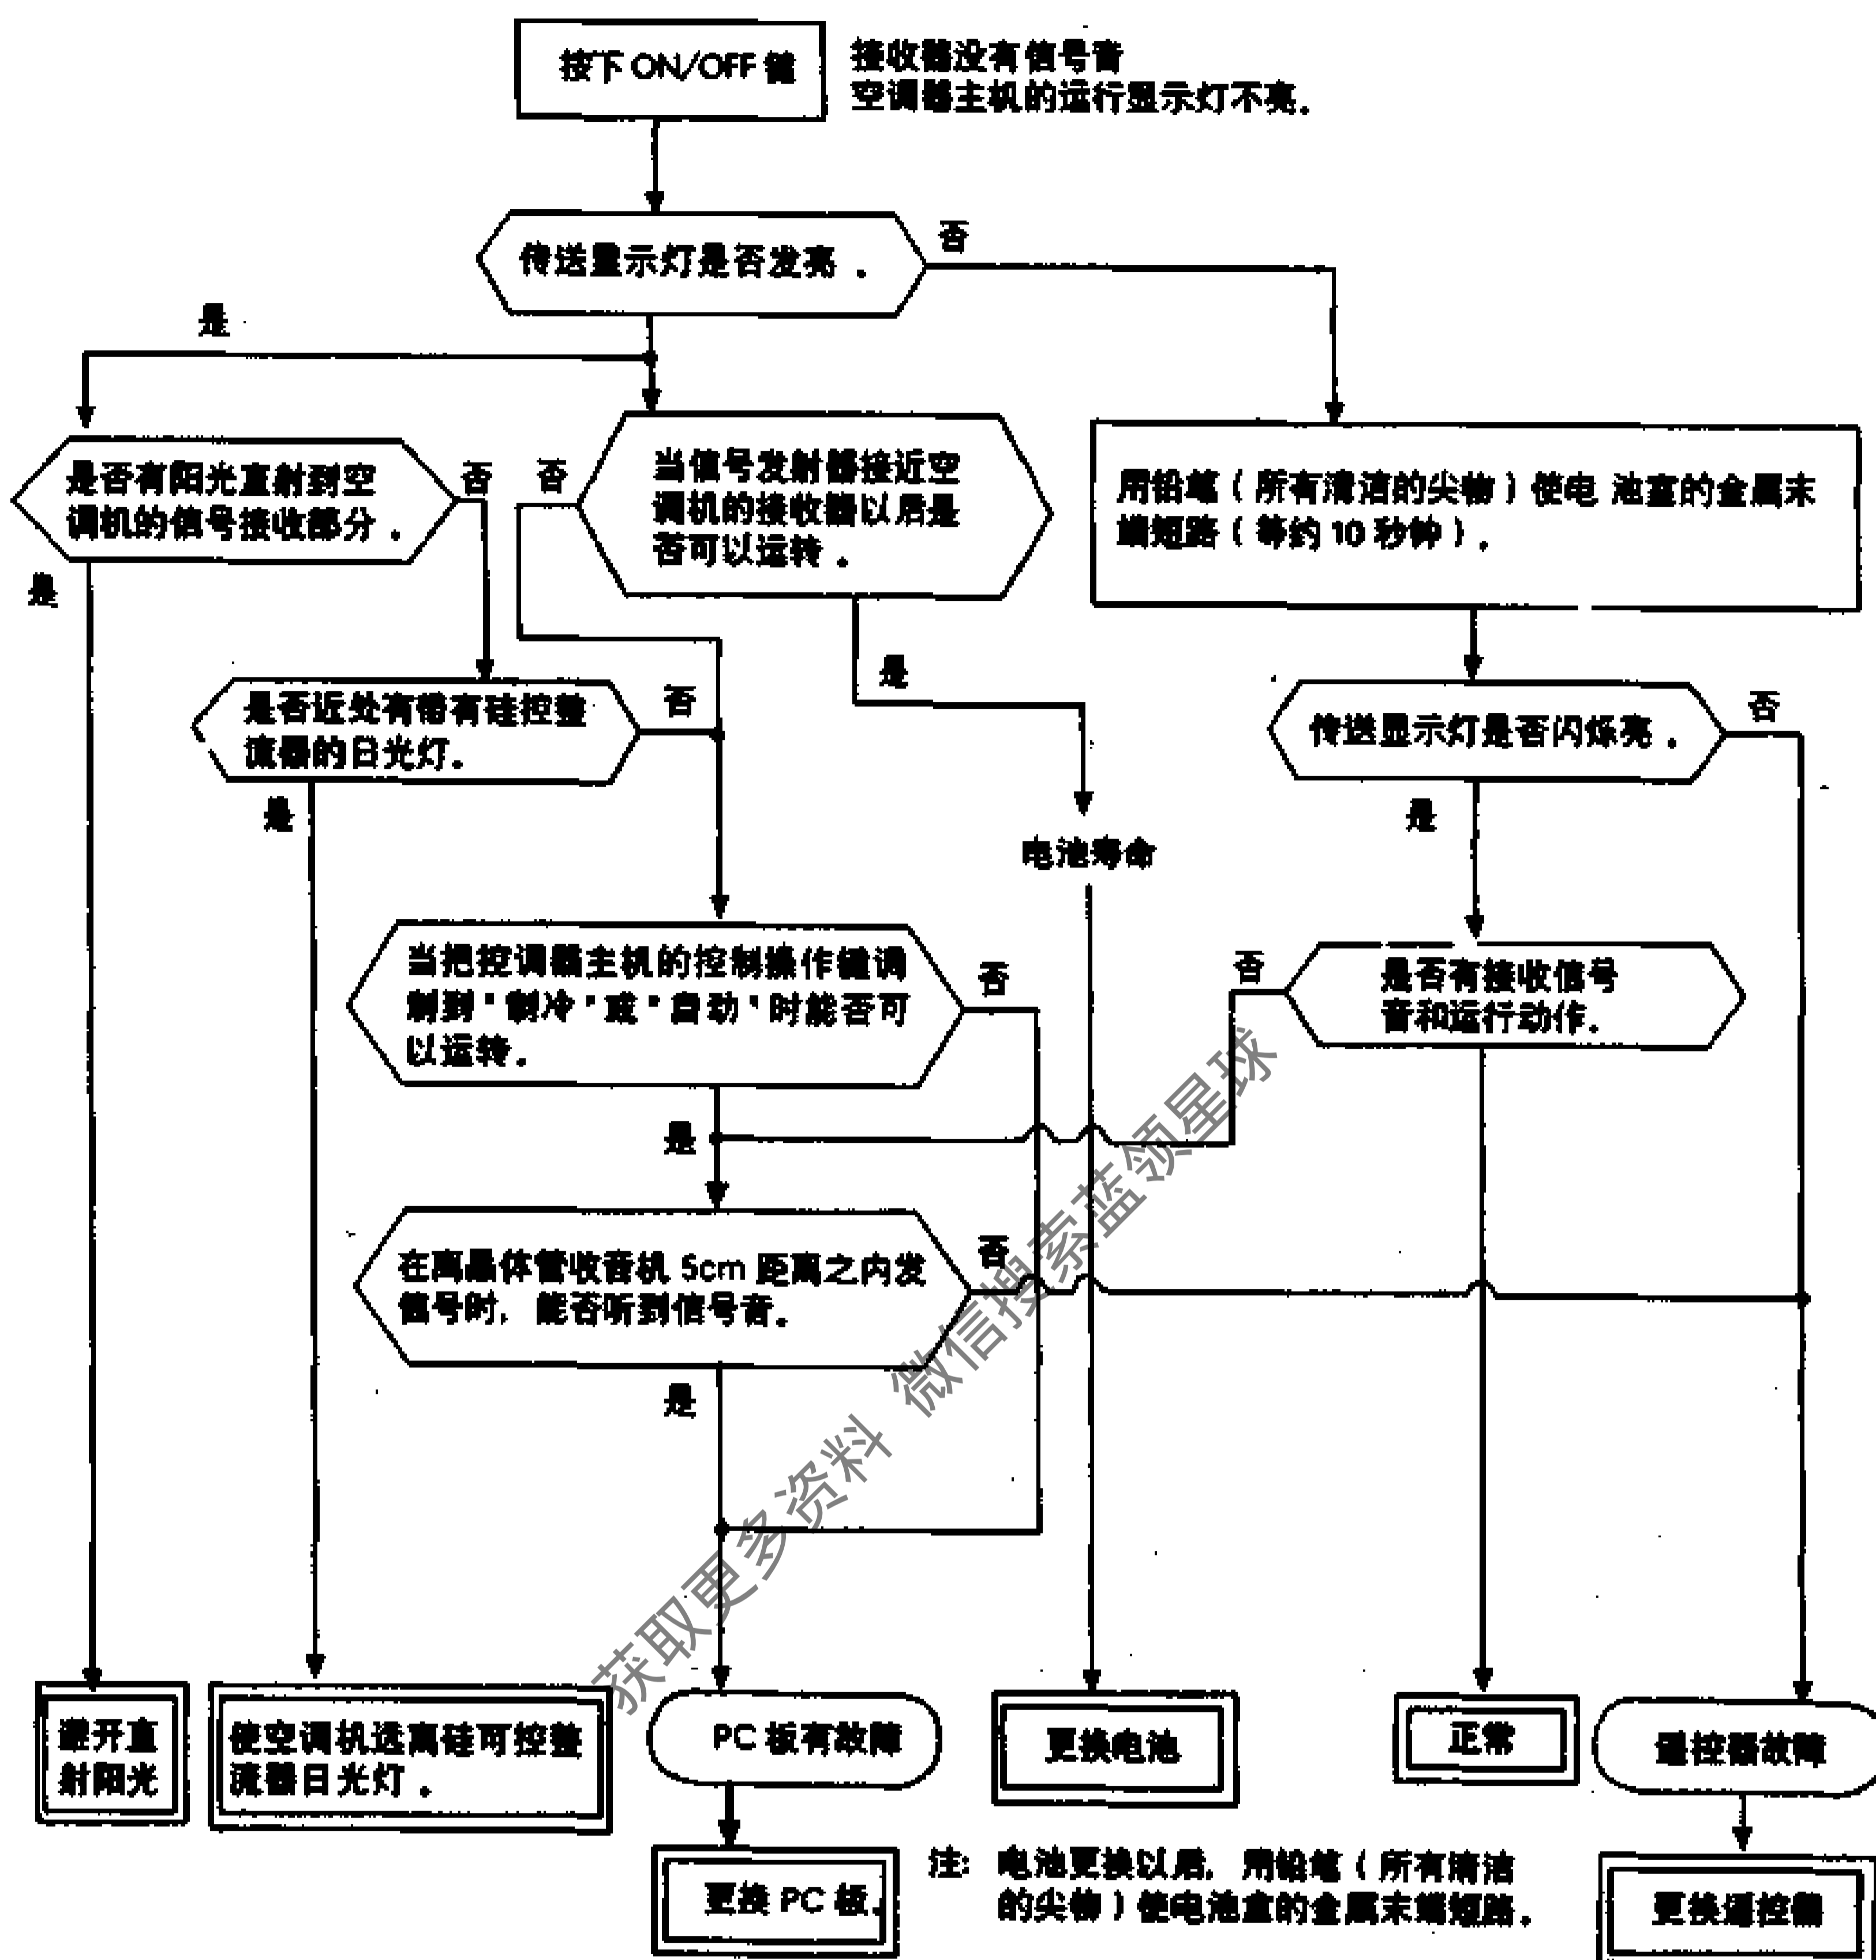 按下 ON/OFF 键
接收器没有信号音
空调器主机的运行显示灯不亮.
传送显示灯是否发亮 .
否
是
是否有阳光直射到空
调机的信号接收部分 .
否
是
否
当信号发射器接近空
调机的接收器以后是
否可以运转 .
是
用铅笔 ( 所有清洁的尖物 ) 使电 池盒的金属末
端短路 ( 等约 10 秒钟 ) .
是否近处有带有硅控整
流器的日光灯.
否
是
传送显示灯是否闪烁亮 .
否
是
电池寿命
当把控调器主机的控制操作键调
制到"制冷"或"自动"时能否可
以运转 .
否
是
否
是否有接收信号
音和运行动作.
在离晶体管收音机 5cm 距离之内发
信号时, 能否听到信号音.
否
是
避开直
射阳光
使空调机远离硅可控整
流器日光灯 .
PC 板有故障
更换 PC 板.
更换电池
正常
遥控器故障
更换遥控器
注: 电池更换以后, 用铅笔 ( 所有清洁
的尖物 ) 使电池盒的金属末端短路 .
获取更多资料 微信搜索蓝领星球